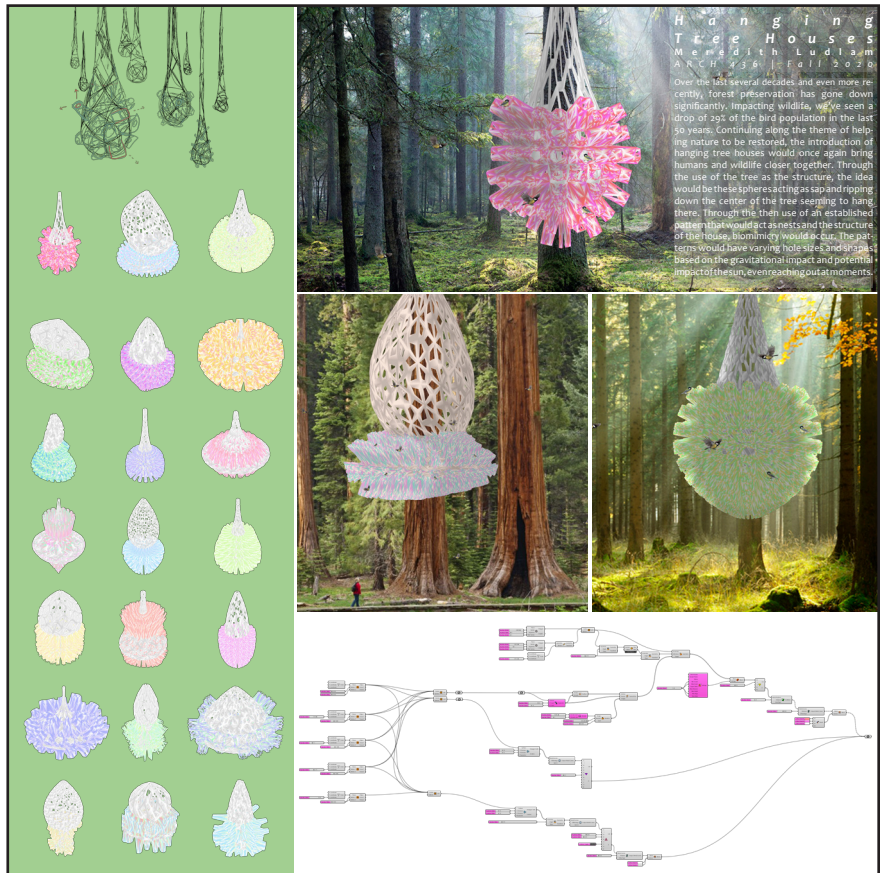 Hanging
Tree Houses
Meredith Ludlam
ARCH 436 | Fall 2020
Over the last several decades and even more re-
cently, forest preservation has gone down
significantly. Impacting wildlife, we've seen a
drop of 29% of the bird population in the last
50 years. Continuing along the theme of help-
ing nature to be restored, the introduction of
hanging tree houses would once again bring
humans and wildlife closer together. Through
the use of the tree as the structure, the idea
would be these spheres acting as sap and ripping
down the center of the tree seeming to hang
there. Through the then use of an established
pattern that would act as nests and the structure
of the house, biomimicry would occur. The pat-
terns would have varying hole sizes and shapes
based on the gravitational impact and potential
impact of the sun, even reaching out at moments.